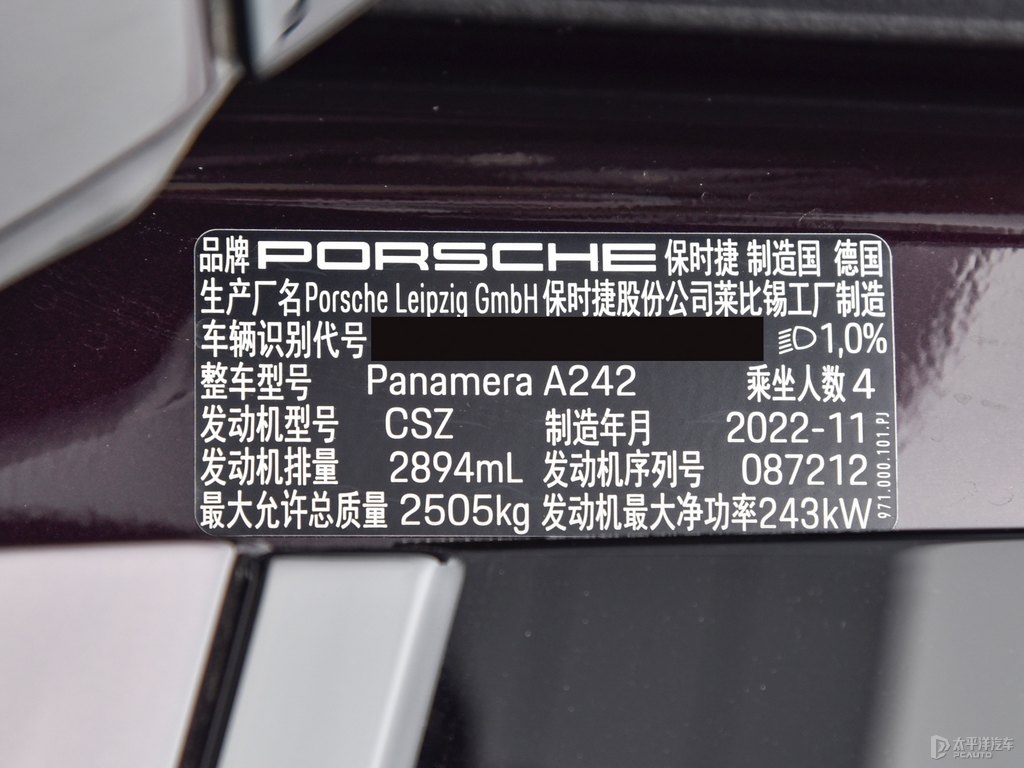 品牌 PORSCHE 保时捷 制造国 德国
生产厂名Porsche Leipzig GmbH 保时捷股份公司莱比锡工厂制造
车辆识别代号 1,0%
整车型号 Panamera A242 乘坐人数 4
发动机型号 CSZ 制造年月 2022-11
发动机排量 2894mL 发动机序列号 087212
最大允许总质量 2505kg 发动机最大净功率243kW
971.000.101.PJ
太平洋汽车
PCAUTO